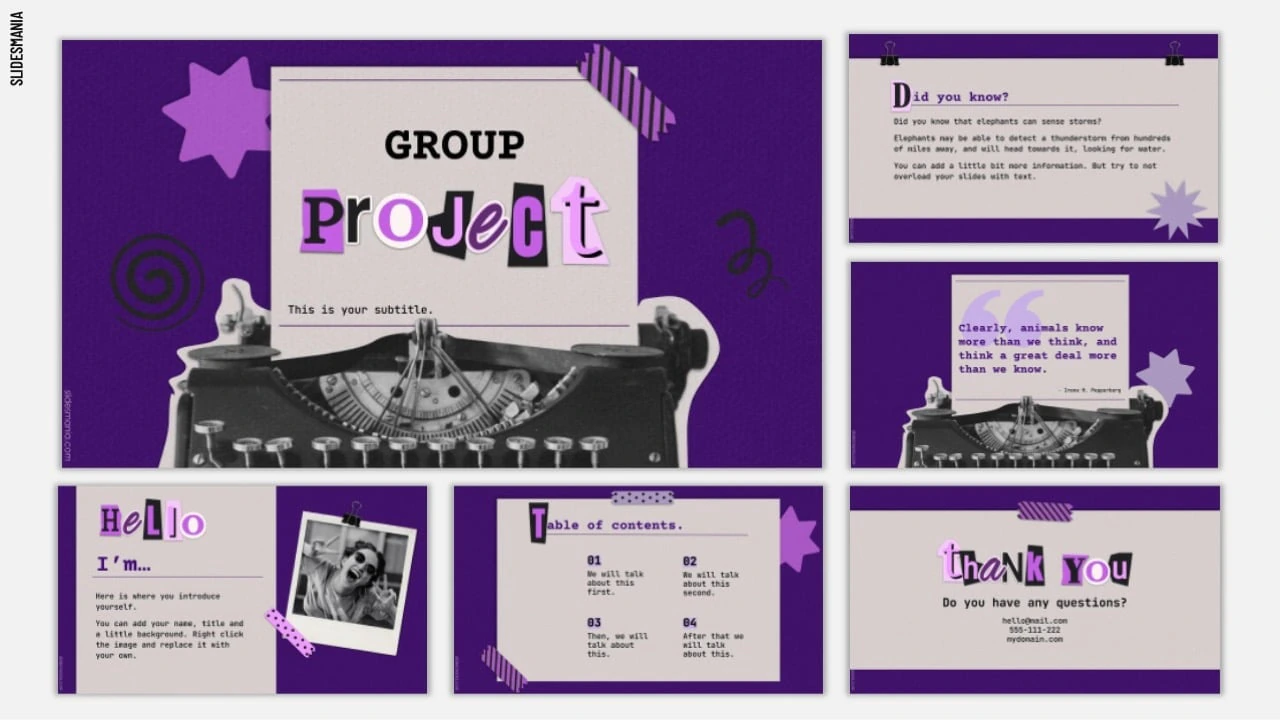 SLIDESMANIA
GROUP
Project
This is your subtitle.
slidesmania.com
Did you know?
Did you know that elephants can sense storms?
Elephants may be able to detect a thunderstorm from hundreds
of miles away, and will head towards it, looking for water.
You can add a little bit more information. But try to not
overload your slides with text.
“
Clearly, animals know
more than we think, and
think a great deal more
than we know.
- Irene M. Pepperberg
Hello
I’m…
Here is where you introduce
yourself.
You can add your name, title and
a little background. Right click
the image and replace it with
your own.
Table of contents.
01
We will talk
about this
first.
02
We will talk
about this
second.
03
Then, we will
talk about
this.
04
After that we
will talk
about this.
thank You
Do you have any questions?
hello@mail.com
555-111-222
mydomain.com